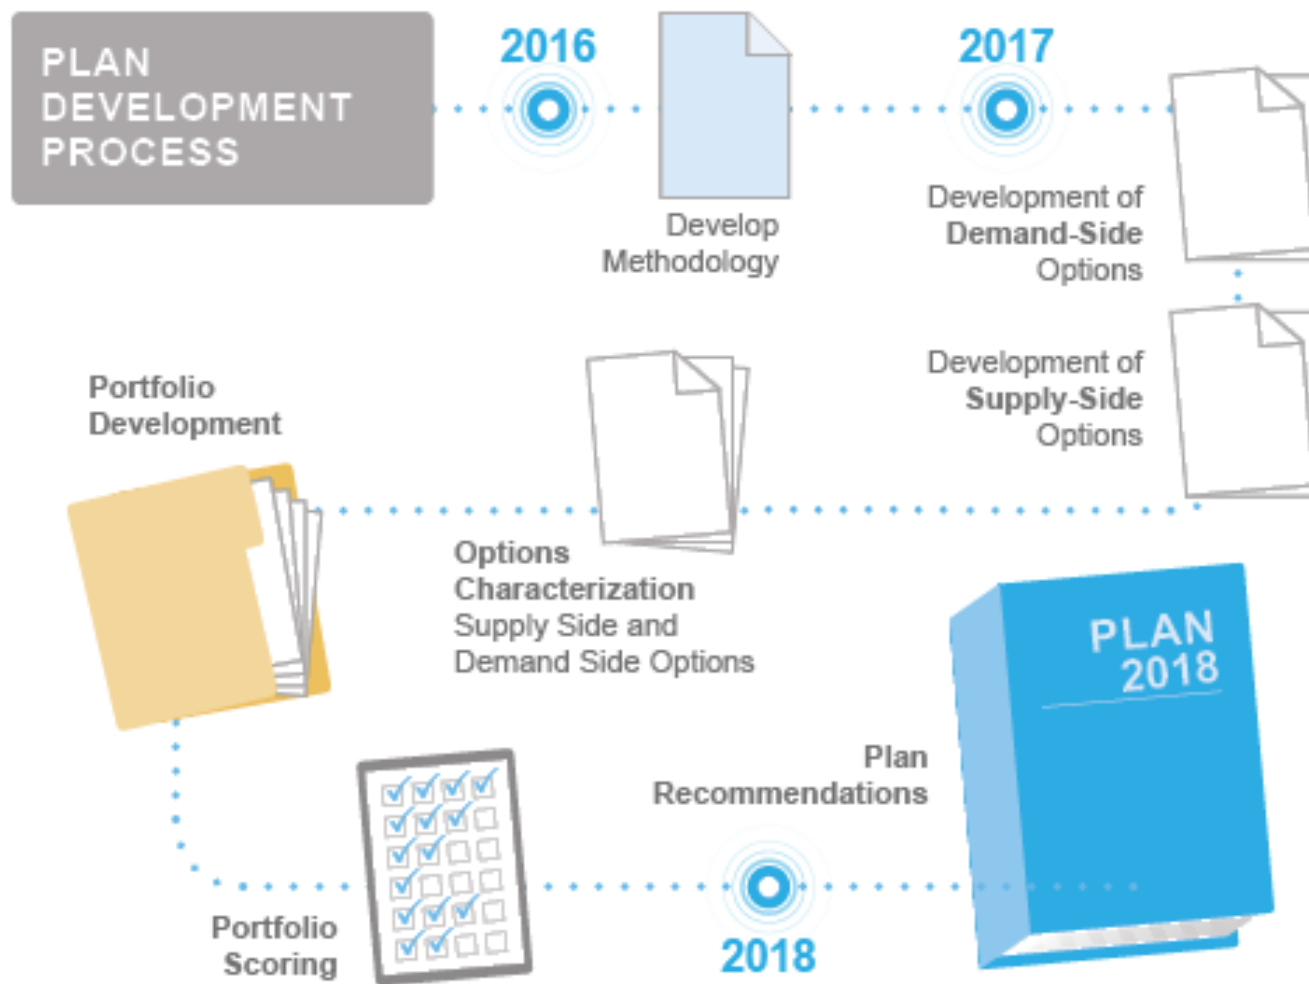 PLAN
DEVELOPMENT
PROCESS
2016
Develop
Methodology
2017
Development of
Demand-Side
Options
Development of
Supply-Side
Options
Options
Characterization
Supply Side and
Demand Side Options
Portfolio
Development
Portfolio
Scoring
2018
Plan
Recommendations
PLAN
2018